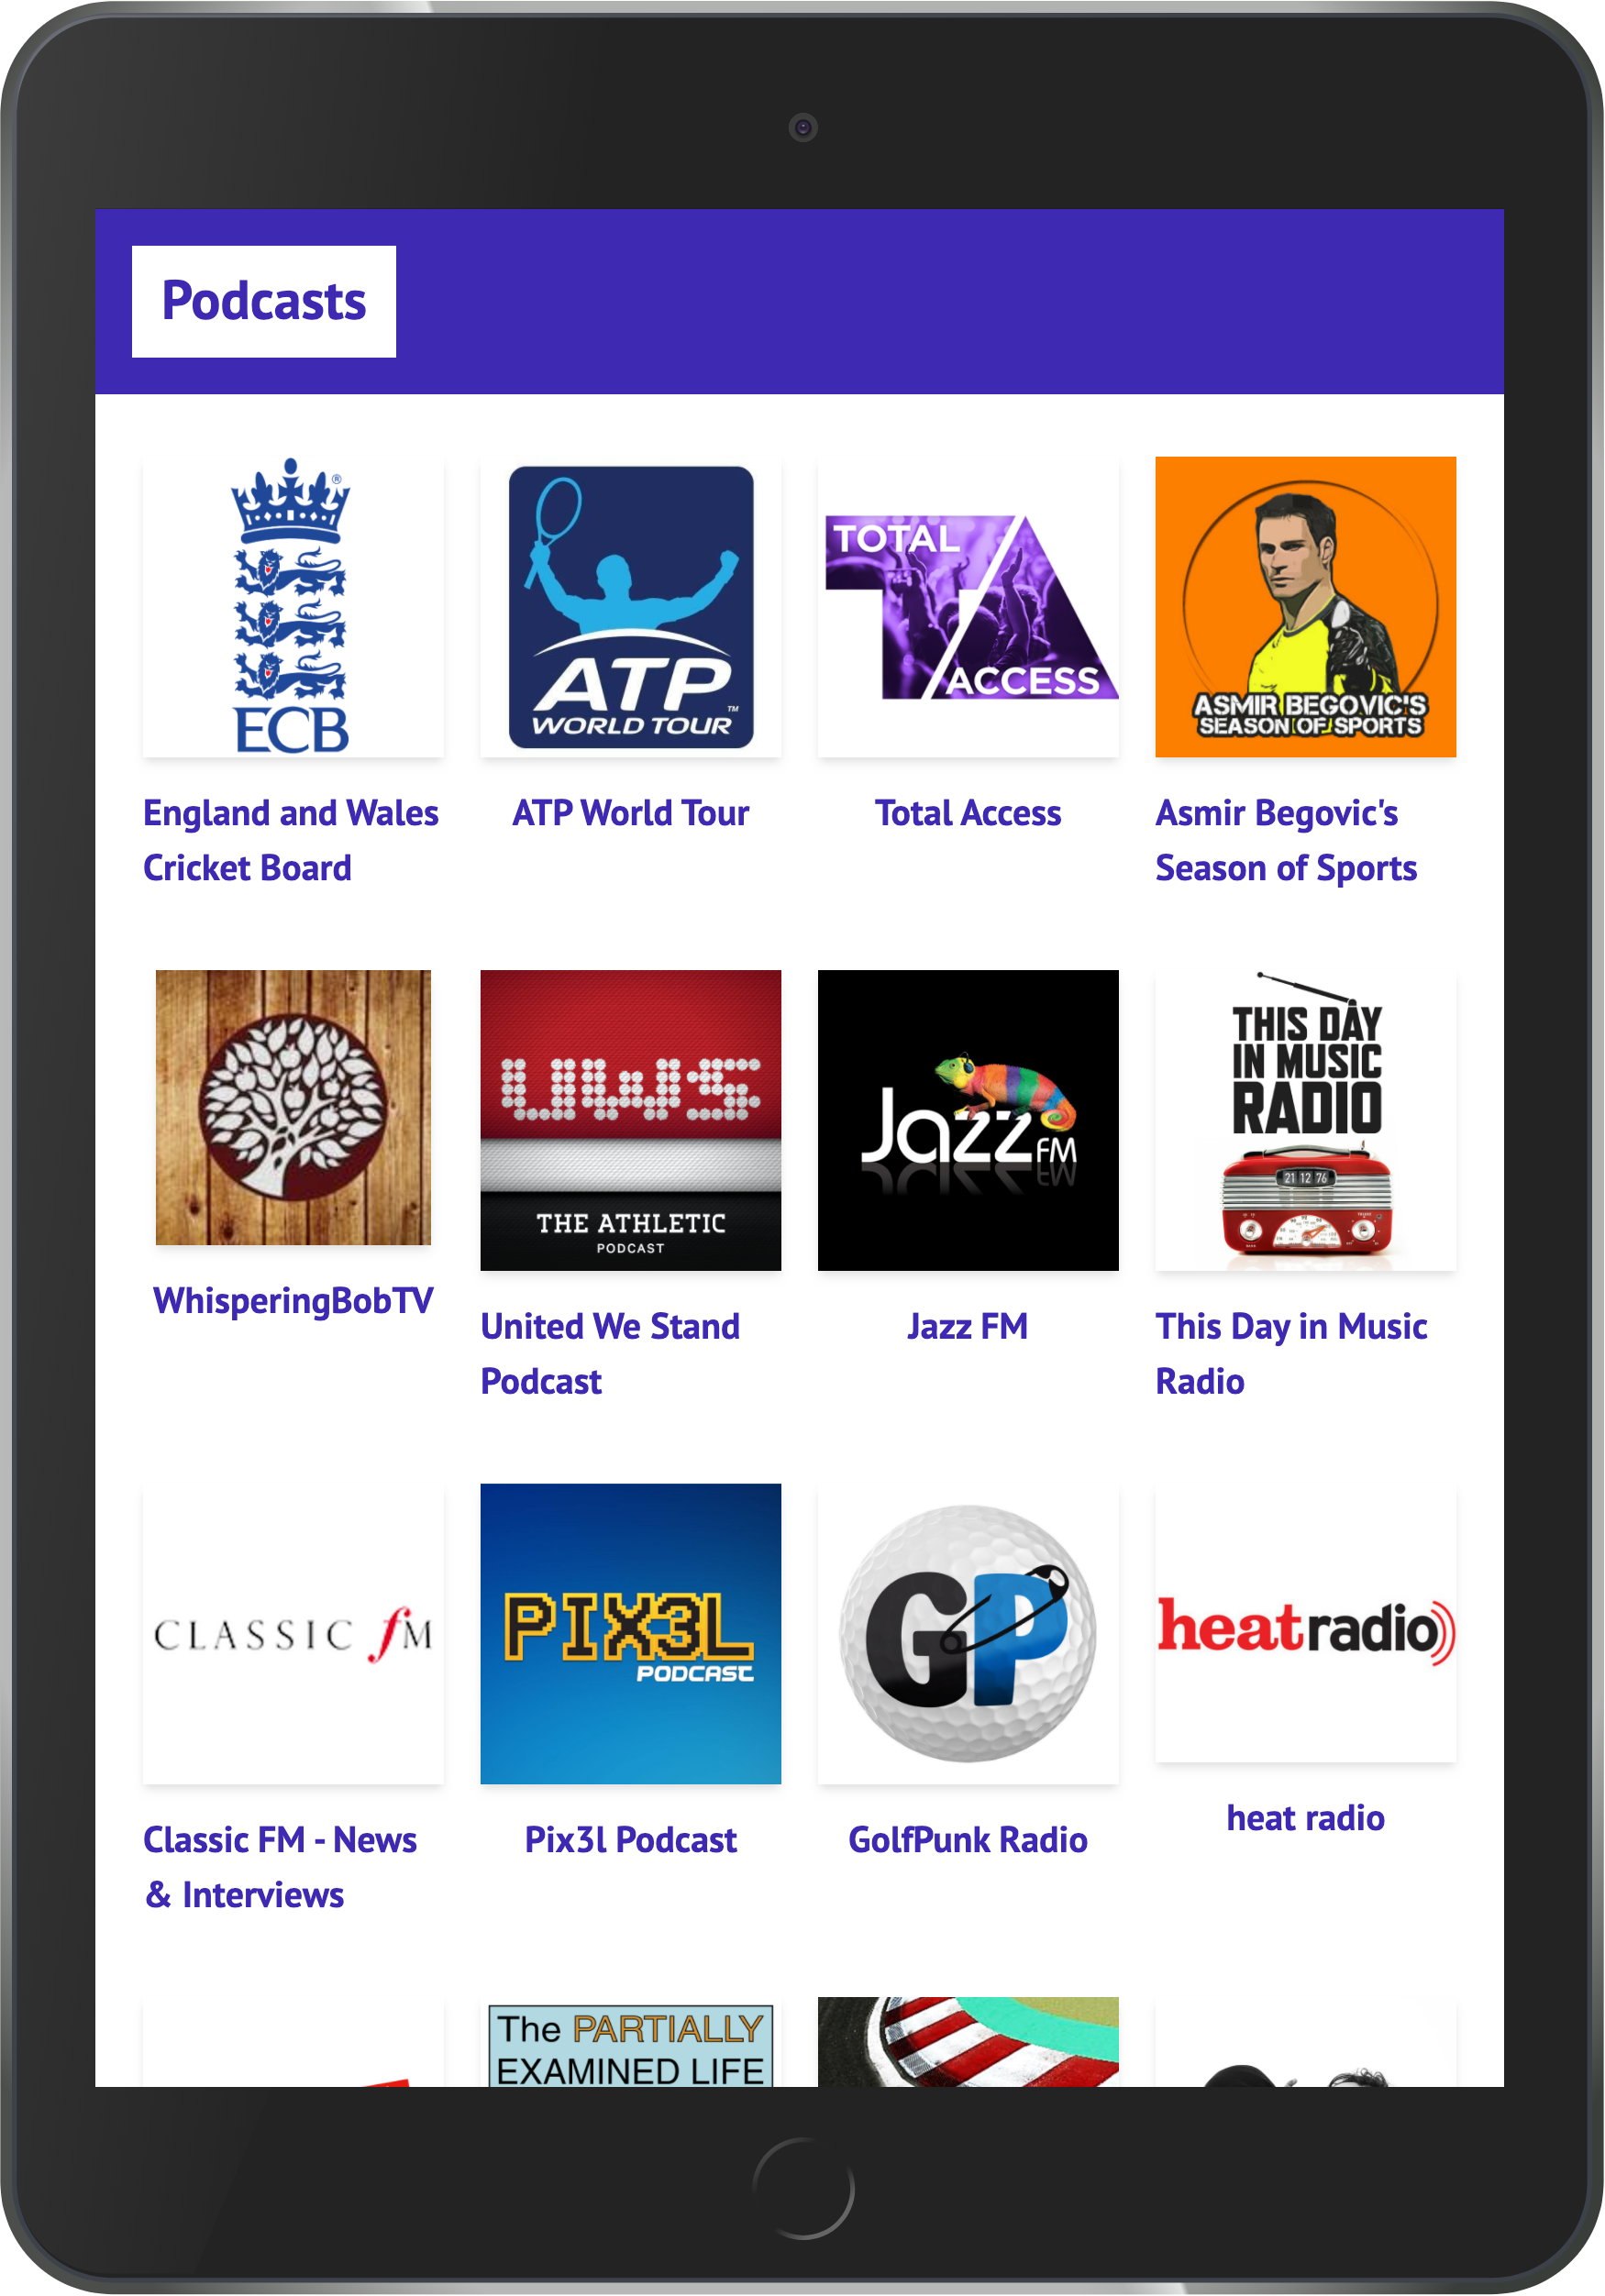 Podcasts
®
ECB
ATP
™
WORLD TOUR
TOTAL
ACCESS
ASMIR BEGOVIC'S
SEASON OF SPORTS
England and Wales
Cricket Board
ATP World Tour
Total Access
Asmir Begovic's
Season of Sports
UWS
THE ATHLETIC
PODCAST
Jazz FM
THIS DAY
IN MUSIC
RADIO
21 12 76
WhisperingBobTV
United We Stand
Podcast
Jazz FM
This Day in Music
Radio
CLASSIC fM
PIX3L
PODCAST
GP
heatradio
Classic FM - News
& Interviews
Pix3l Podcast
GolfPunk Radio
heat radio
The PARTIALLY
EXAMINED LIFE